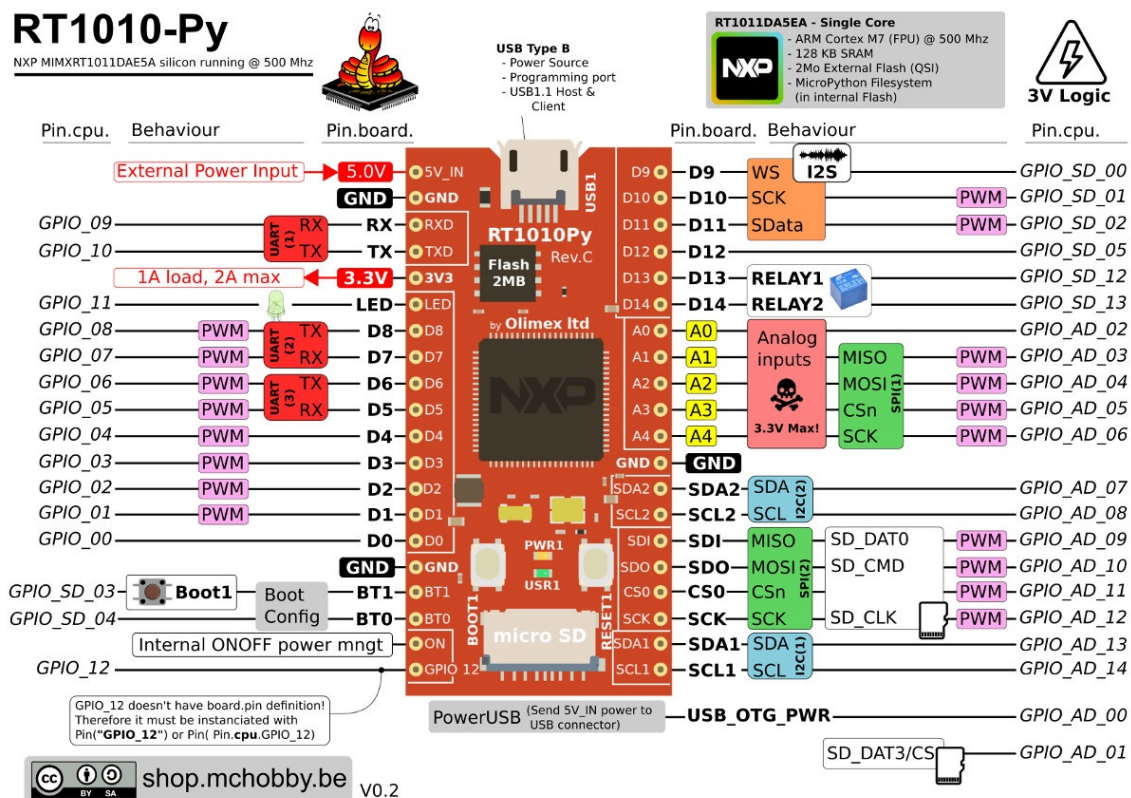 RT1010-Py
NXP MIMXRT1011DAE5A silicon running @ 500 Mhz
USB Type B
- Power Source
- Programming port
- USB1.1 Host &
Client
RT1011DA5EA - Single Core
NXP
- ARM Cortex M7 (FPU) @ 500 Mhz
- 128 KB SRAM
- 2Mo External Flash (QSI)
- MicroPython Filesystem
(in internal Flash)
3V Logic
Pin.cpu. Behaviour Pin.board. Pin.board. Behaviour Pin.cpu.
External Power Input 5.0V 5V_IN USB1 D9 D9 WS I2S GPIO_SD_00
GND GND D10 D10 SCK PWM GPIO_SD_01
GPIO_09 UART (1) RX RX RXD RT1010Py D11 D11 SData PWM GPIO_SD_02
GPIO_10 TX TX TXD Rev.C D12 D12 GPIO_SD_05
1A load, 2A max 3.3V 3V3 Flash 2MB D13 D13 RELAY1 GPIO_SD_12
GPIO_11 LED LED D14 D14 RELAY2 GPIO_SD_13
GPIO_08 PWM UART (2) TX D8 D8 by Olimex ltd A0 A0 Analog GPIO_AD_02
GPIO_07 PWM RX D7 D7 A1 A1 inputs MISO SPI(1) PWM GPIO_AD_03
GPIO_06 PWM UART (3) TX D6 D6 NXP A2 A2 MOSI PWM GPIO_AD_04
GPIO_05 PWM RX D5 D5 A3 A3 CSn PWM GPIO_AD_05
GPIO_04 PWM D4 D4 A4 A4 3.3V Max! SCK PWM GPIO_AD_06
GPIO_03 PWM D3 D3 GND GND
GPIO_02 PWM D2 D2 SDA2 SDA2 SDA I2C(2) GPIO_AD_07
GPIO_01 PWM D1 D1 SCL2 SCL2 SCL GPIO_AD_08
GPIO_00 D0 D0 PWR1 SDI SDI MISO SPI(2) SD_DAT0 PWM GPIO_AD_09
GND GND SDO SDO MOSI SD_CMD PWM GPIO_AD_10
GPIO_SD_03 Boot1 Boot BT1 BT1 BOOT1 USR1 RESET1 CS0 CS0 CSn PWM GPIO_AD_11
GPIO_SD_04 Config BT0 BT0 SCK SCK SCK SD_CLK PWM GPIO_AD_12
Internal ONOFF power mngt ON micro SD SDA1 SDA1 SDA I2C(1) GPIO_AD_13
GPIO_12 GPIO 12 SCL1 SCL1 SCL GPIO_AD_14
GPIO_12 doesn't have board.pin definition!
Therefore it must be instanciated with
Pin("GPIO_12") or Pin( Pin.cpu.GPIO_12)
PowerUSB (Send 5V_IN power to
USB connector) USB_OTG_PWR GPIO_AD_00
SD_DAT3/CS GPIO_AD_01
cc BY SA shop.mchobby.be V0.2